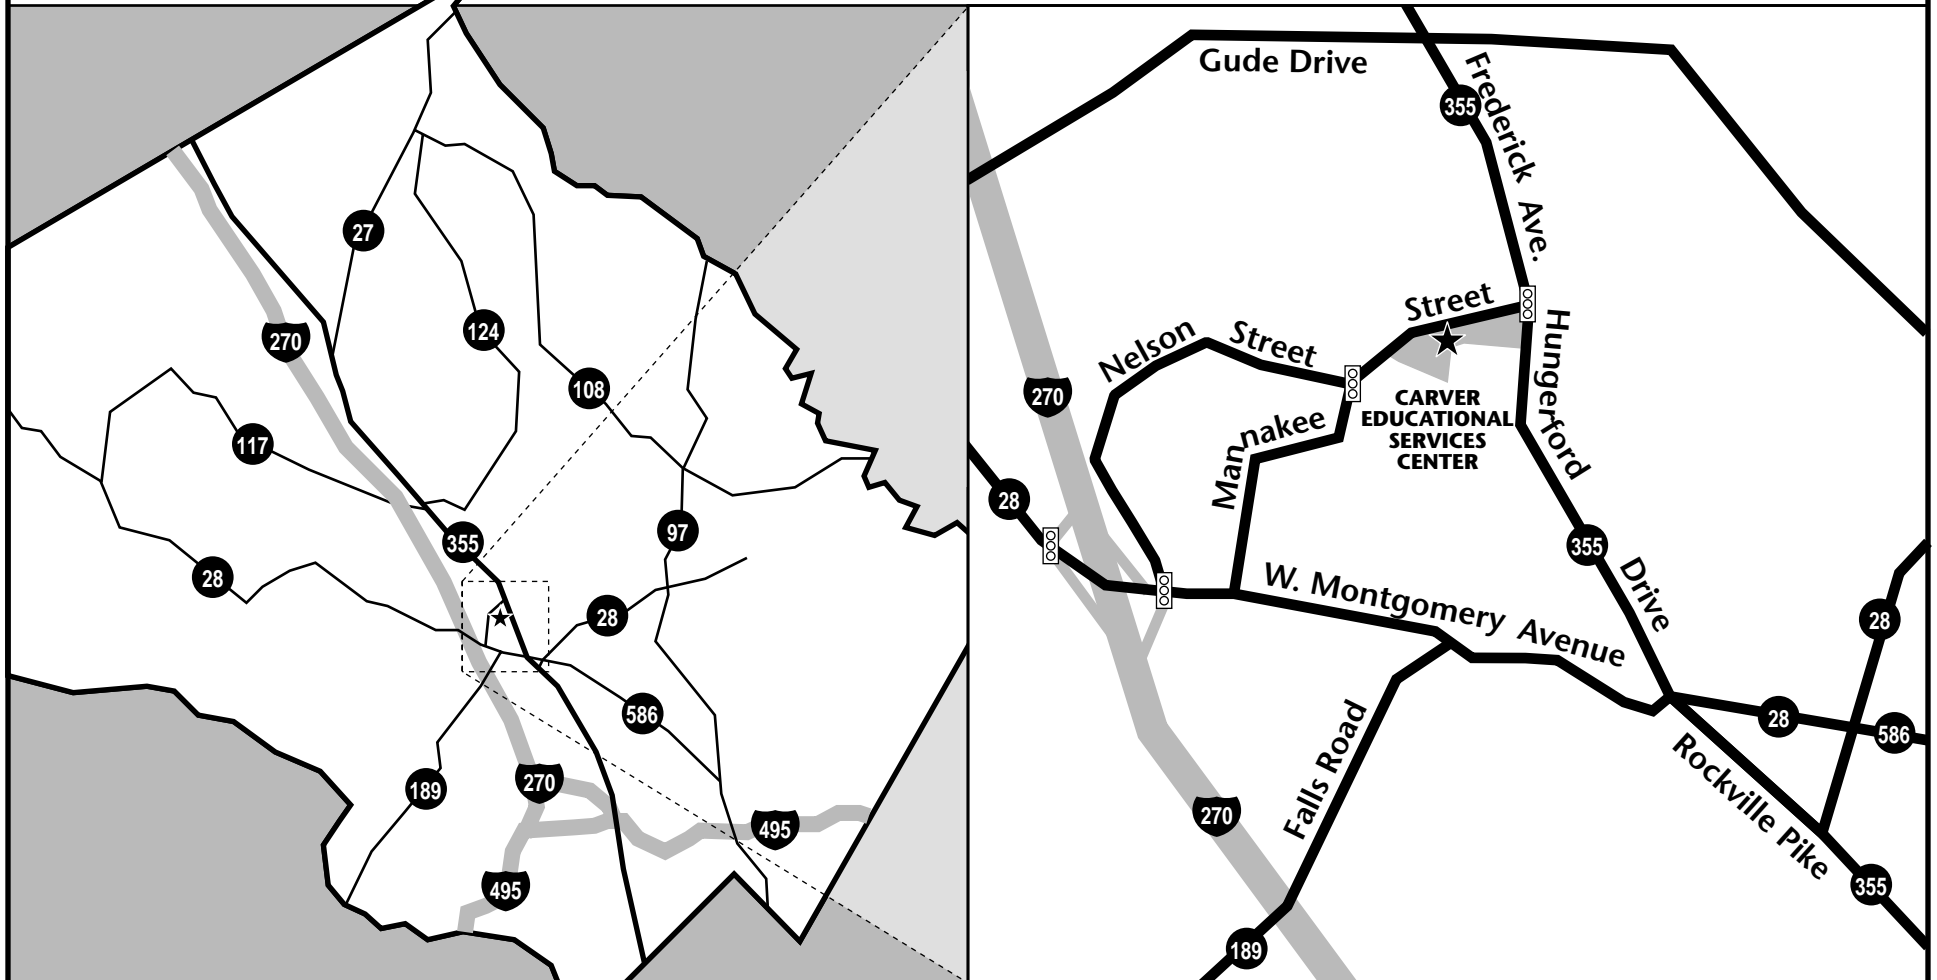 27
270
124
108
117
97
355
28
28
586
189
270
495
495
Gude Drive
Frederick Ave.
355
Street
Hungerford
Nelson Street
270
CARVER
EDUCATIONAL
SERVICES
CENTER
Mannakee
28
355
Drive
W. Montgomery Avenue
28
28
586
Falls Road
Rockville Pike
270
355
189